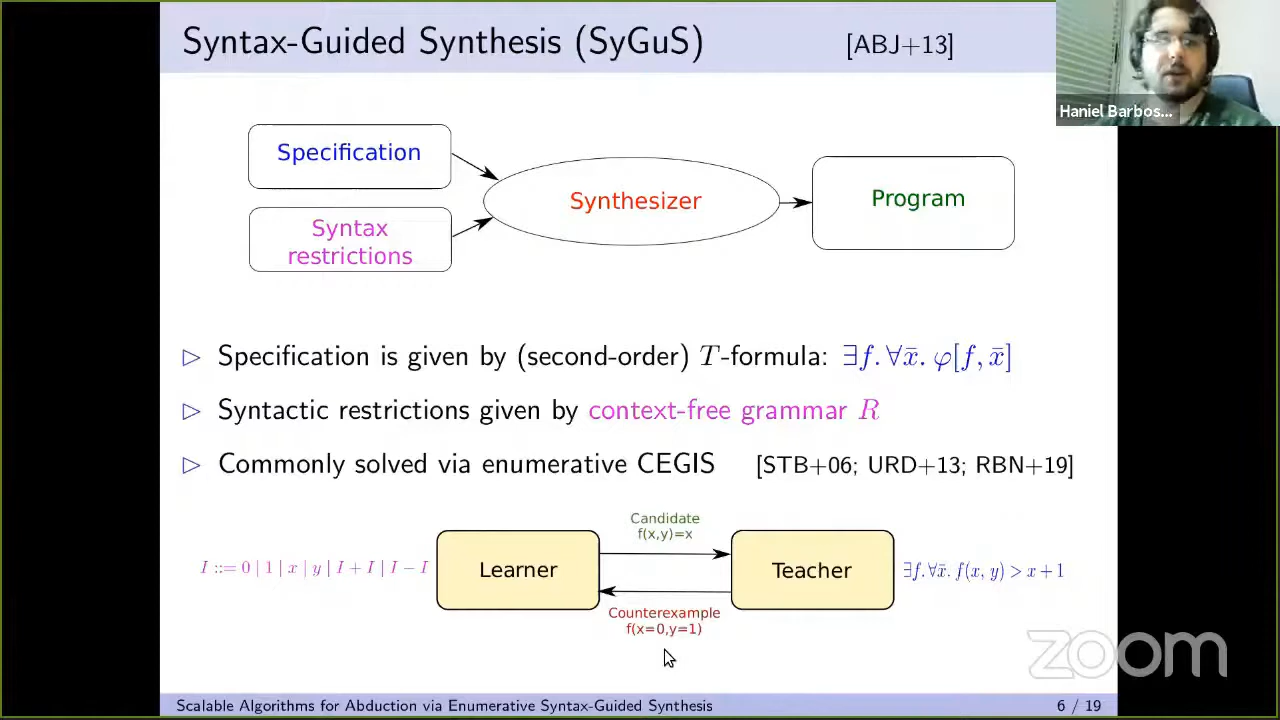 Syntax-Guided Synthesis (SyGuS) [ABJ+13]
Haniel Barbos...
Specification
Syntax
restrictions
Synthesizer
Program
▷ Specification is given by (second-order) T-formula: ∃f. ∀x̄. φ[f, x̄]
▷ Syntactic restrictions given by context-free grammar R
▷ Commonly solved via enumerative CEGIS [STB+06; URD+13; RBN+19]
I ::= 0 | 1 | x | y | I + I | I − I
Learner
Candidate
f(x,y)=x
Counterexample
f(x=0,y=1)
Teacher
∃f.∀x̄. f(x, y) > x + 1
zoom
Scalable Algorithms for Abduction via Enumerative Syntax-Guided Synthesis 6 / 19